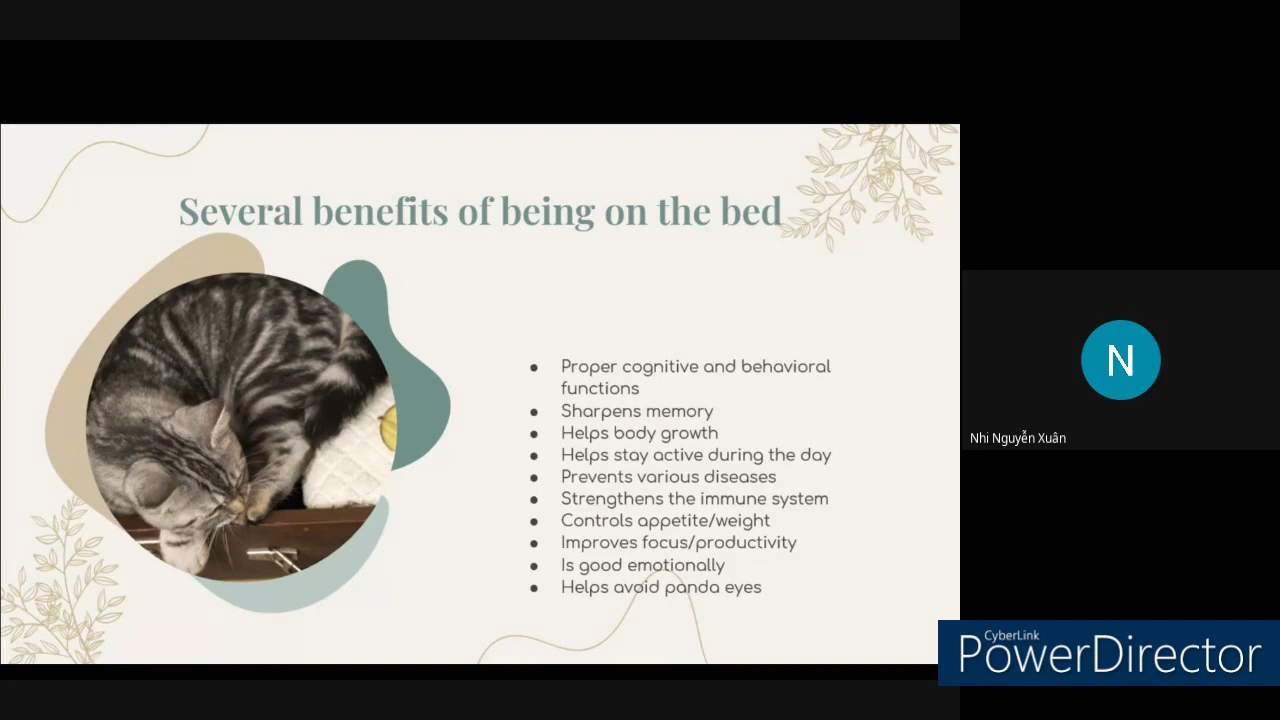 Several benefits of being on the bed
● Proper cognitive and behavioral
functions
● Sharpens memory
● Helps body growth
● Helps stay active during the day
● Prevents various diseases
● Strengthens the immune system
● Controls appetite/weight
● Improves focus/productivity
● Is good emotionally
● Helps avoid panda eyes
N
Nhi Nguyễn Xuân
CyberLink
PowerDirector